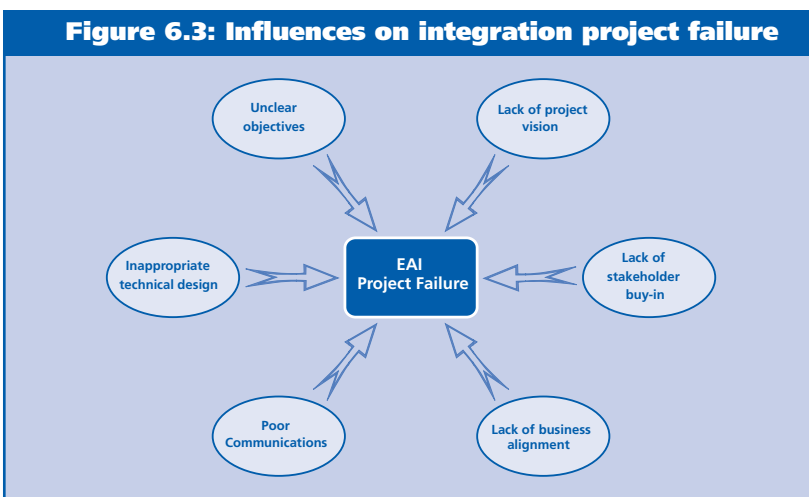 Figure 6.3: Influences on integration project failure
Unclear
objectives
Lack of project
vision
Inappropriate
technical design
EAI
Project Failure
Lack of
stakeholder
buy-in
Poor
Communications
Lack of business
alignment